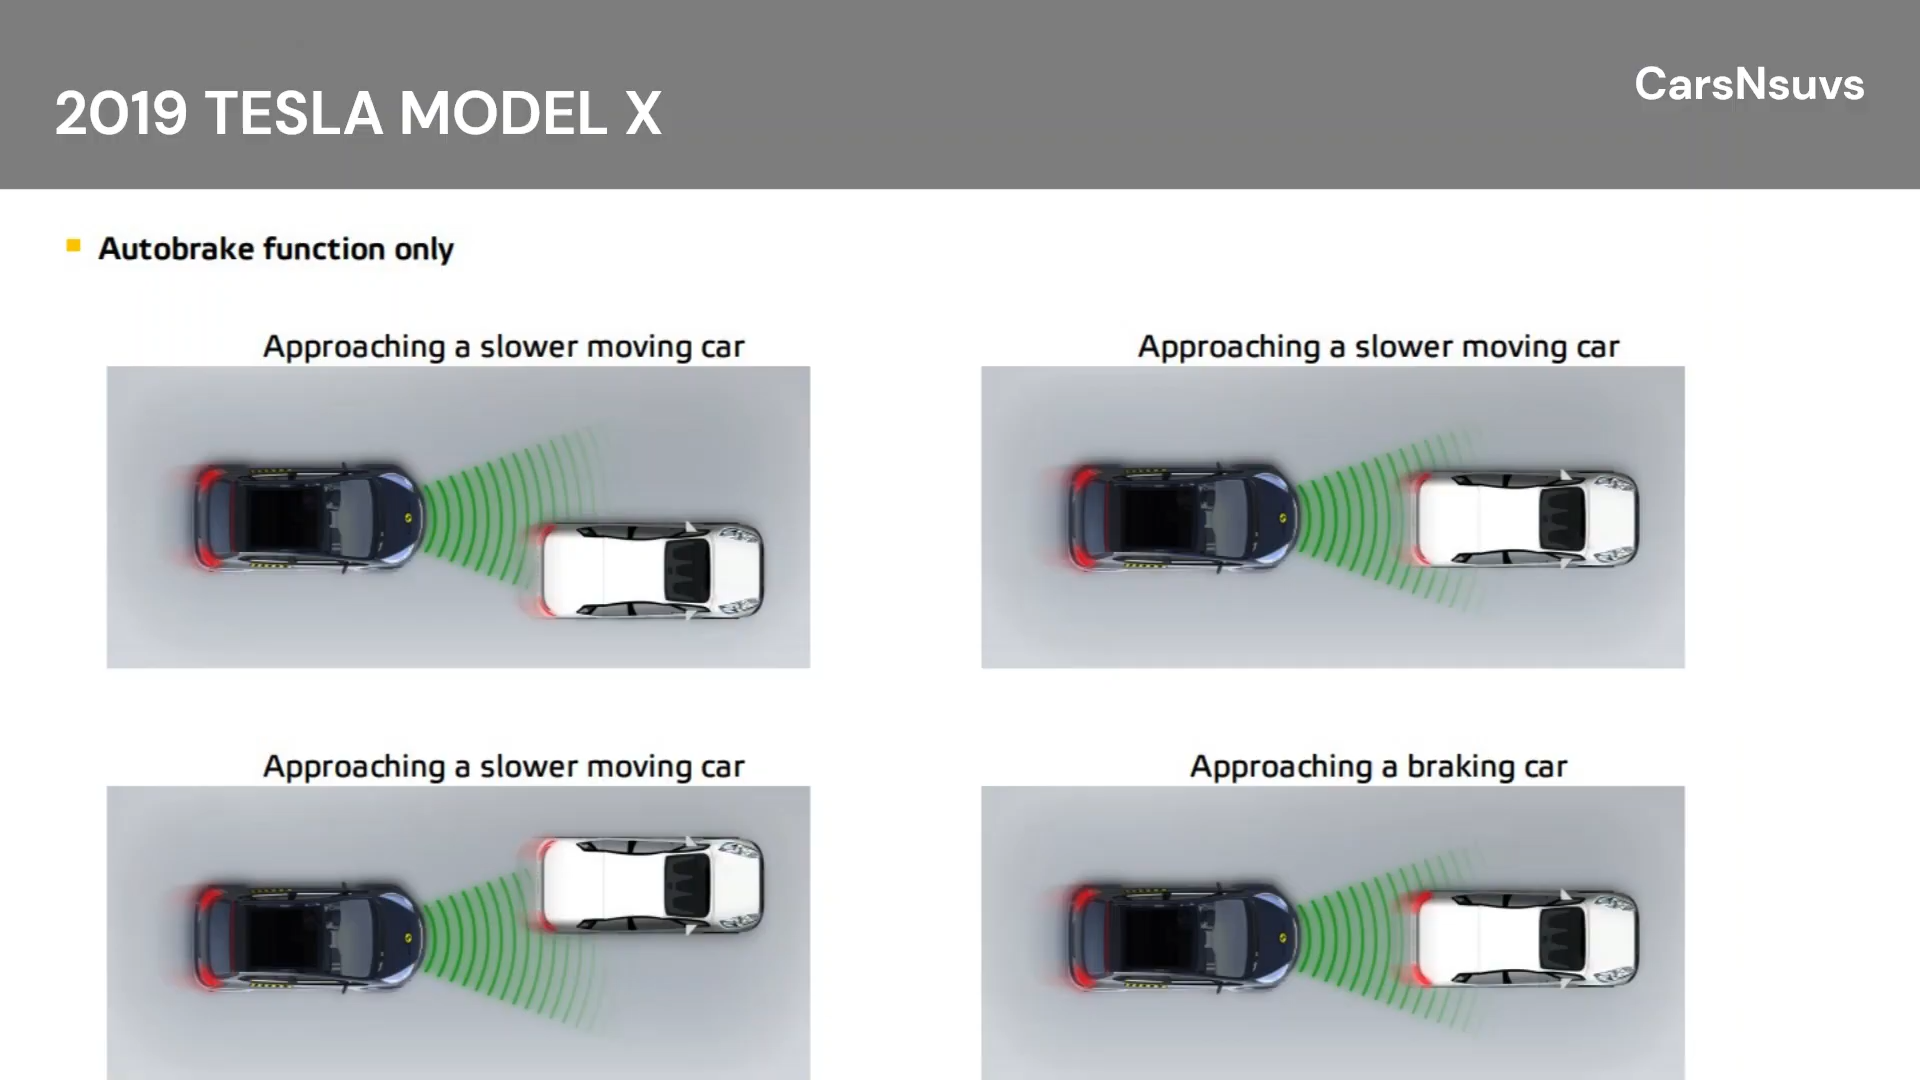 2019 TESLA MODEL X
CarsNsuvs
Autobrake function only
Approaching a slower moving car
Approaching a slower moving car
Approaching a slower moving car
Approaching a braking car